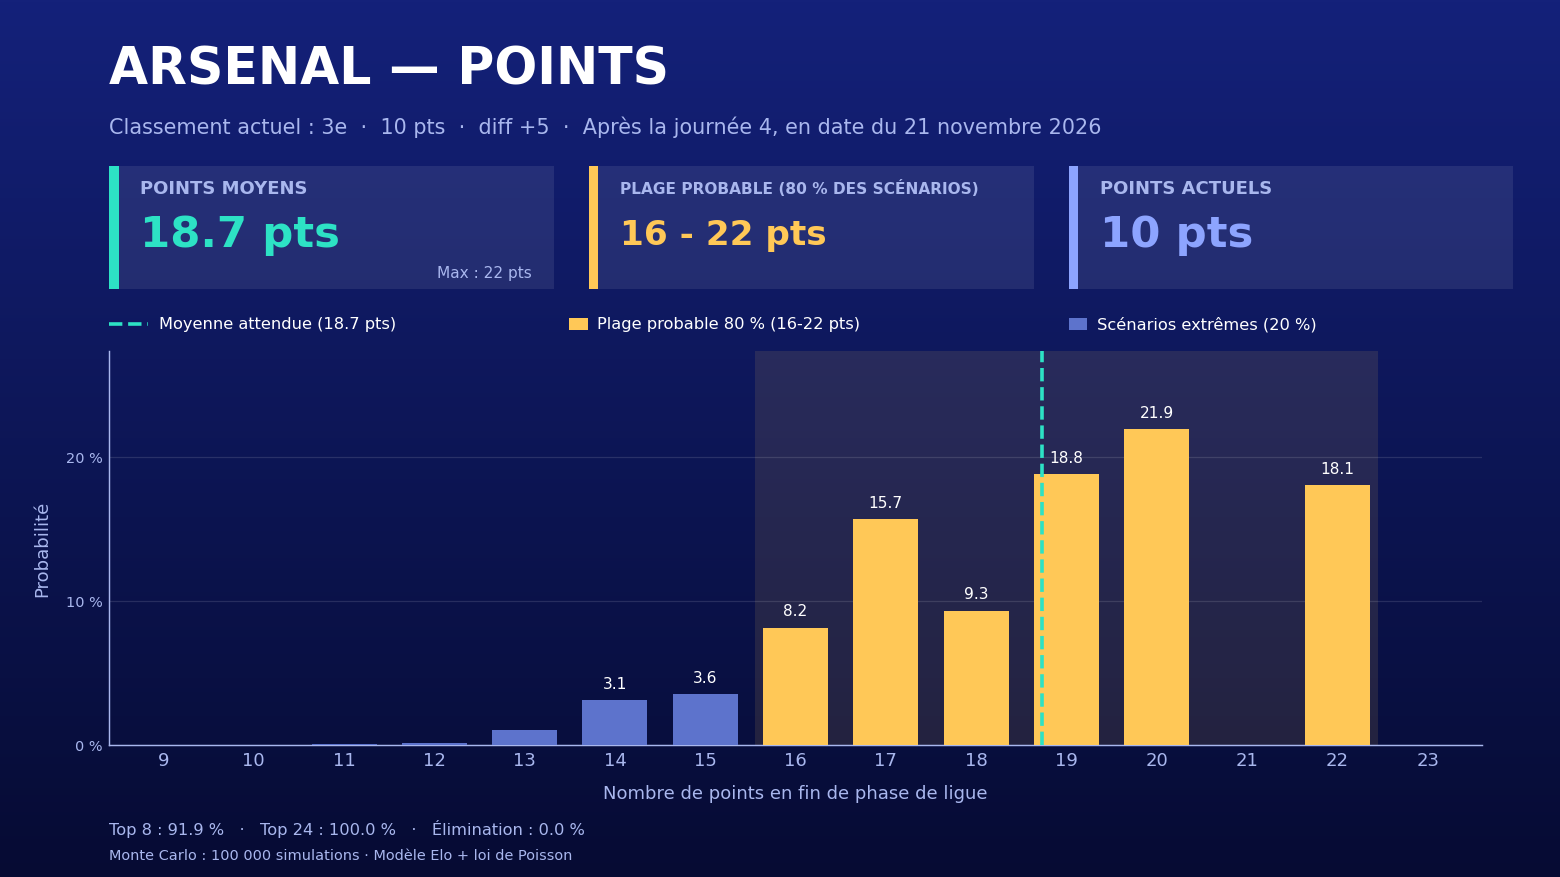 ARSENAL — POINTS
Classement actuel : 3e · 10 pts · diff +5 · Après la journée 4, en date du 21 novembre 2026
POINTS MOYENS
18.7 pts
Max : 22 pts
PLAGE PROBABLE (80 % DES SCÉNARIOS)
16 - 22 pts
POINTS ACTUELS
10 pts
Moyenne attendue (18.7 pts)
Plage probable 80 % (16-22 pts)
Scénarios extrêmes (20 %)
Probabilité
20 %
10 %
0 %
3.1
3.6
8.2
15.7
9.3
18.8
21.9
18.1
9 10 11 12 13 14 15 16 17 18 19 20 21 22 23
Nombre de points en fin de phase de ligue
Top 8 : 91.9 % · Top 24 : 100.0 % · Élimination : 0.0 %
Monte Carlo : 100 000 simulations · Modèle Elo + loi de Poisson